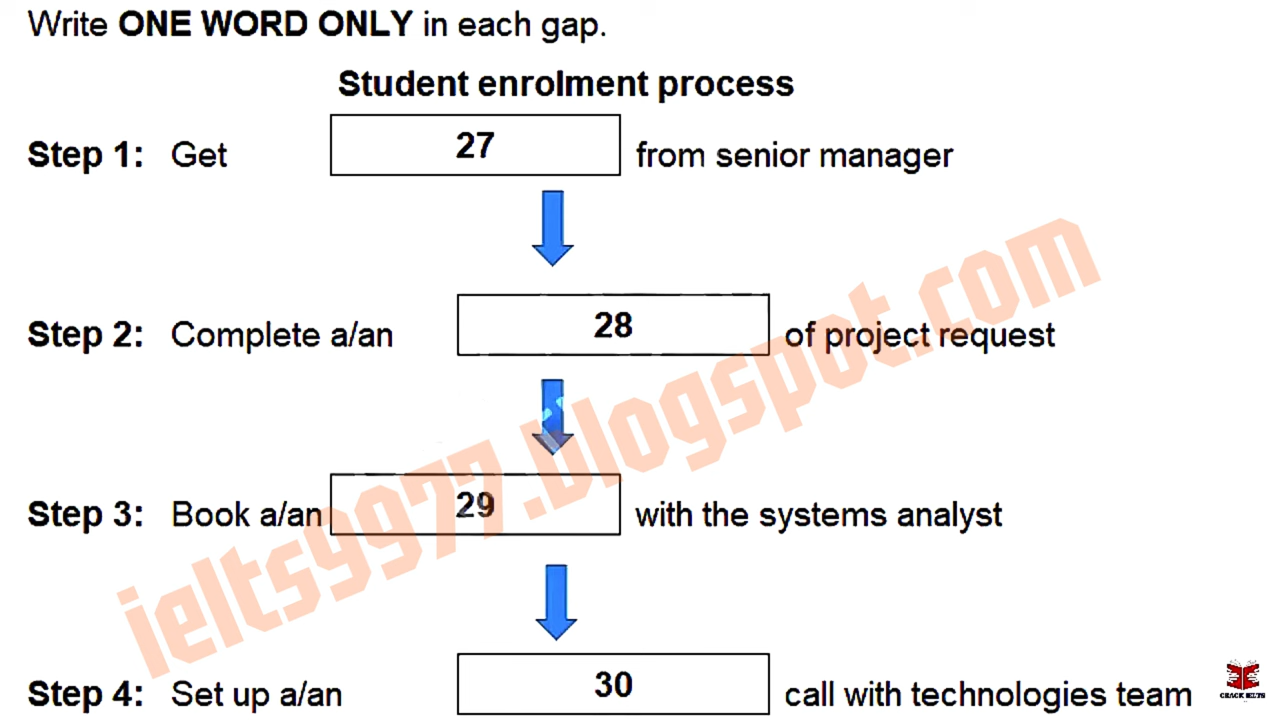 Write ONE WORD ONLY in each gap.
Student enrolment process
Step 1: Get 27 from senior manager
Step 2: Complete a/an 28 of project request
Step 3: Book a/an 29 with the systems analyst
Step 4: Set up a/an 30 call with technologies team
ielts9977.blogspot.com
CRACK IELTS